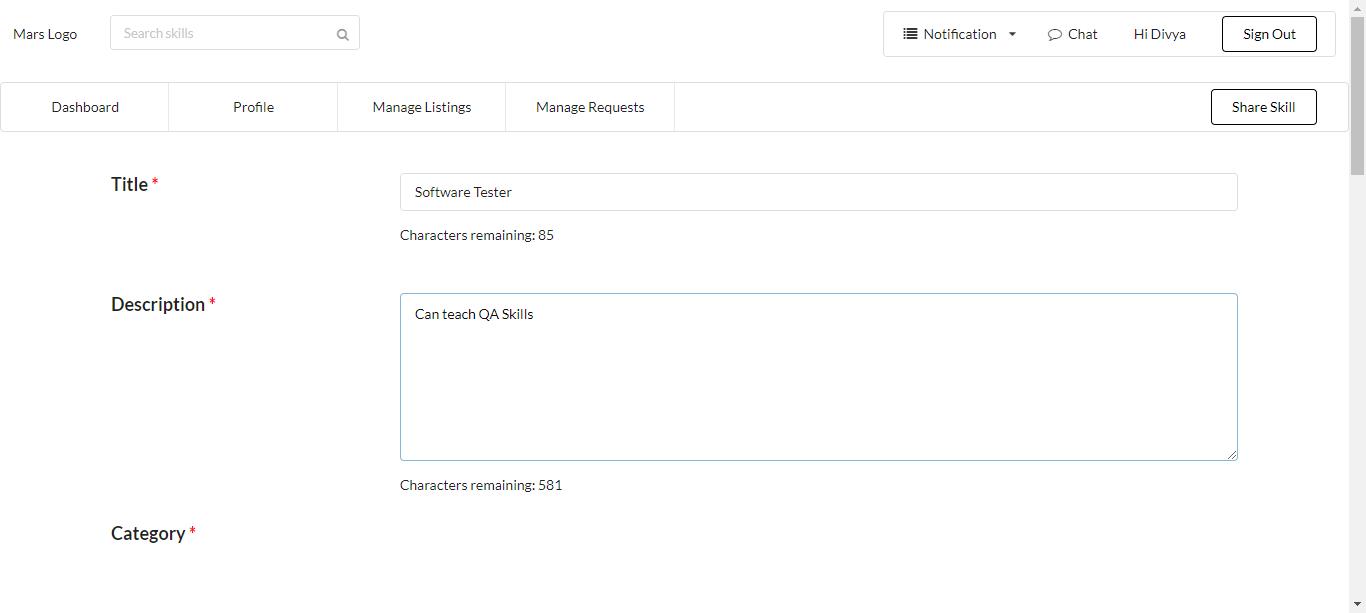 Mars Logo
Search skills
Notification
Chat
Hi Divya
Sign Out
Dashboard
Profile
Manage Listings
Manage Requests
Share Skill
Title *
Software Tester
Characters remaining: 85
Description *
Can teach QA Skills
Characters remaining: 581
Category *